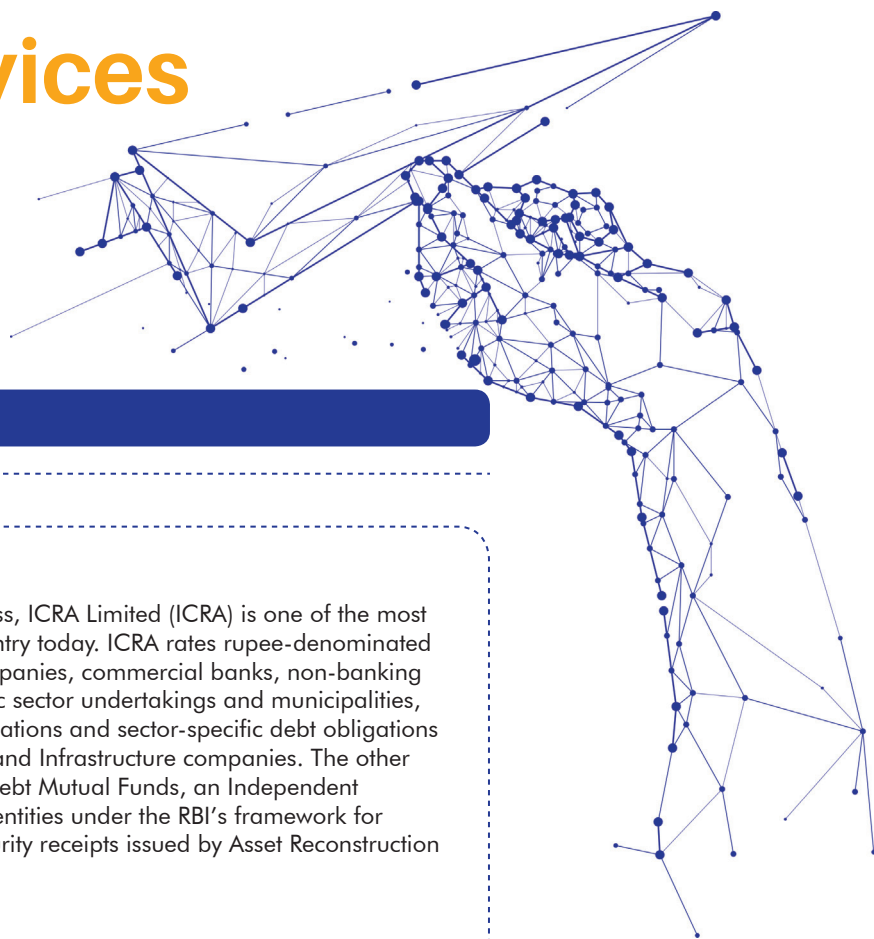 vices
ss, ICRA Limited (ICRA) is one of the most
ntry today. ICRA rates rupee-denominated
panies, commercial banks, non-banking
c sector undertakings and municipalities,
ations and sector-specific debt obligations
and Infrastructure companies. The other
ebt Mutual Funds, an Independent
entities under the RBI’s framework for
rity receipts issued by Asset Reconstruction